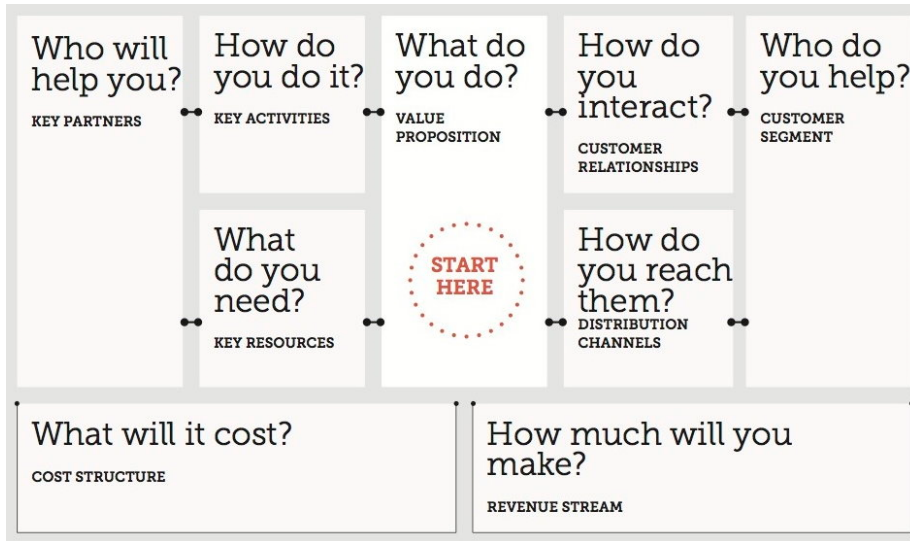 Who will
help you?
KEY PARTNERS
How do
you do it?
KEY ACTIVITIES
What
do you
need?
KEY RESOURCES
What do
you do?
VALUE
PROPOSITION
START
HERE
How do
you
interact?
CUSTOMER
RELATIONSHIPS
How do
you reach
them?
DISTRIBUTION
CHANNELS
Who do
you help?
CUSTOMER
SEGMENT
What will it cost?
COST STRUCTURE
How much will you
make?
REVENUE STREAM